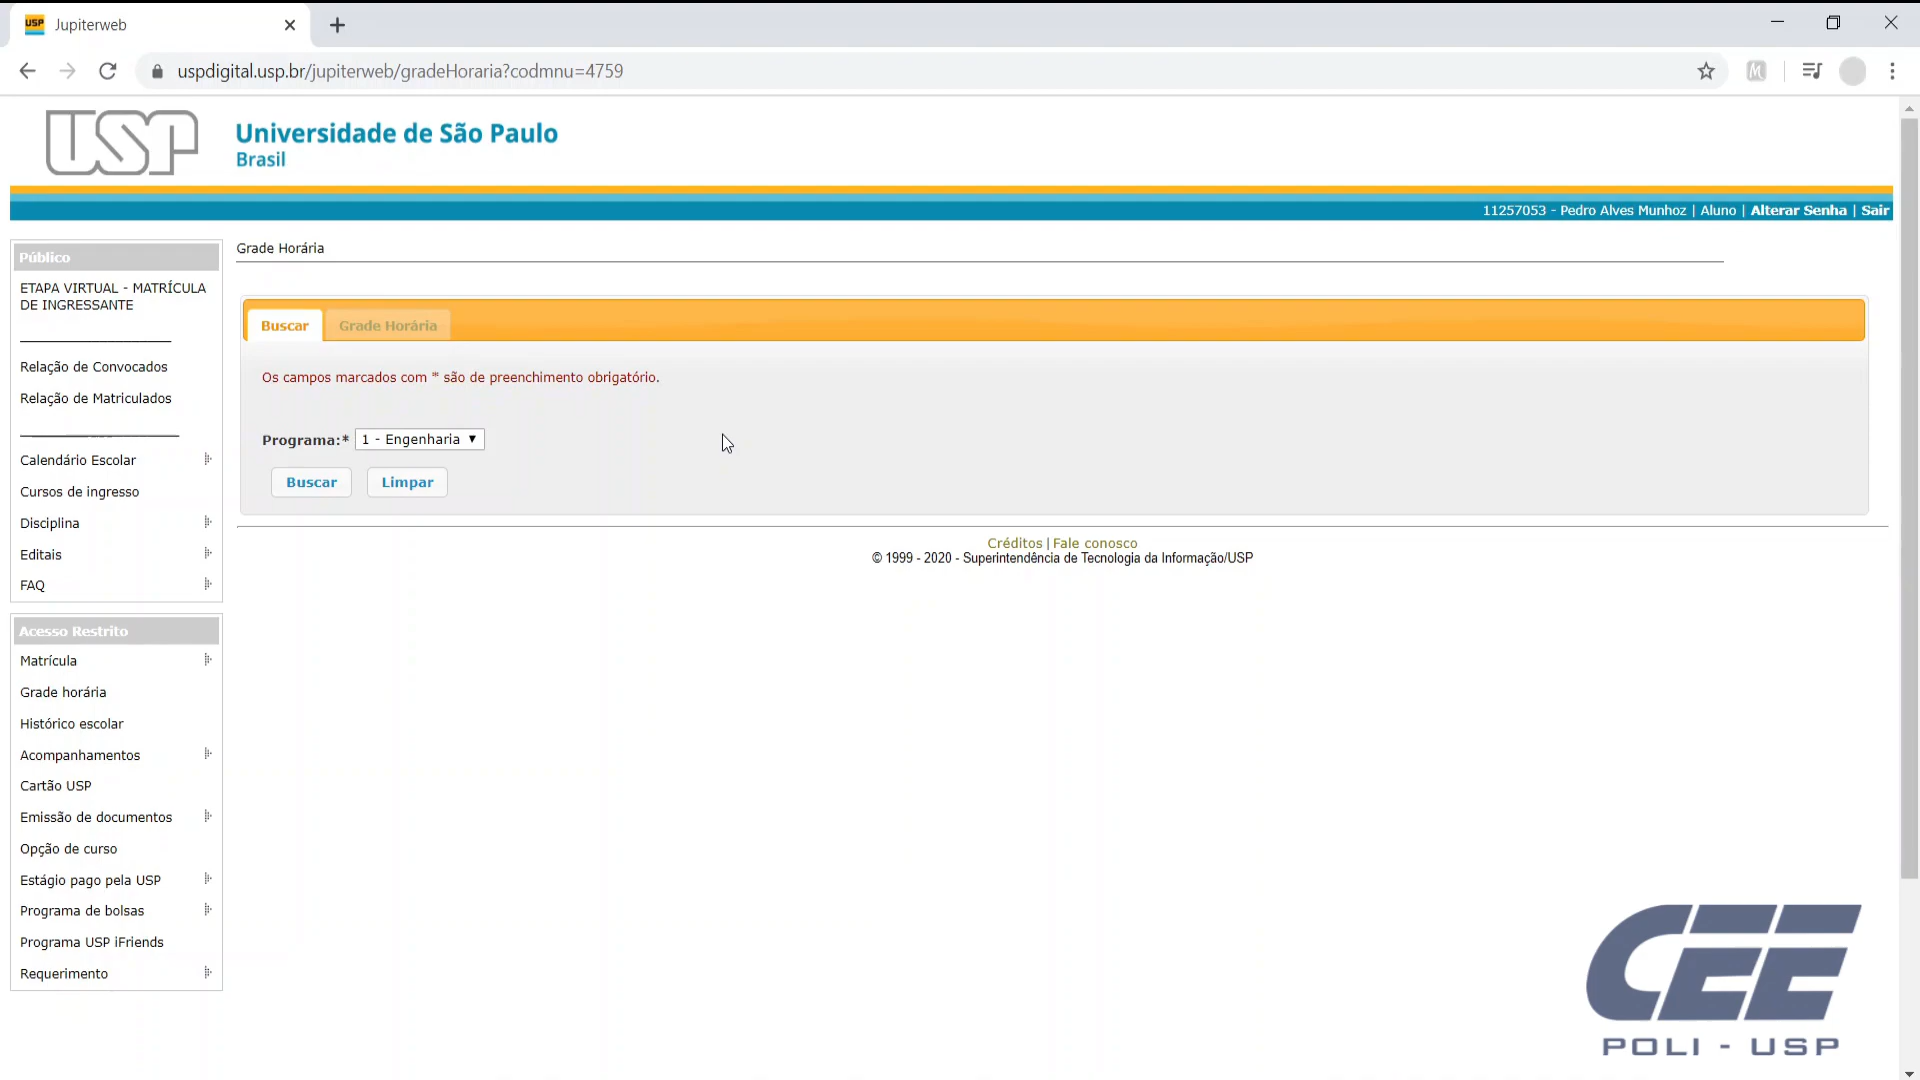 USP Jupiterweb
uspdigital.usp.br/jupiterweb/gradeHoraria?codmnu=4759
USP
Universidade de São Paulo
Brasil
11257053 - Pedro Alves Munhoz | Aluno | Alterar Senha | Sair
Público
ETAPA VIRTUAL - MATRÍCULA
DE INGRESSANTE
Relação de Convocados
Relação de Matriculados
Calendário Escolar
Cursos de ingresso
Disciplina
Editais
FAQ
Acesso Restrito
Matrícula
Grade horária
Histórico escolar
Acompanhamentos
Cartão USP
Emissão de documentos
Opção de curso
Estágio pago pela USP
Programa de bolsas
Programa USP iFriends
Requerimento
Grade Horária
Buscar Grade Horária
Os campos marcados com * são de preenchimento obrigatório.
Programa:* 1 - Engenharia
Buscar Limpar
Créditos | Fale conosco
© 1999 - 2020 - Superintendência de Tecnologia da Informação/USP
CEE
POLI - USP